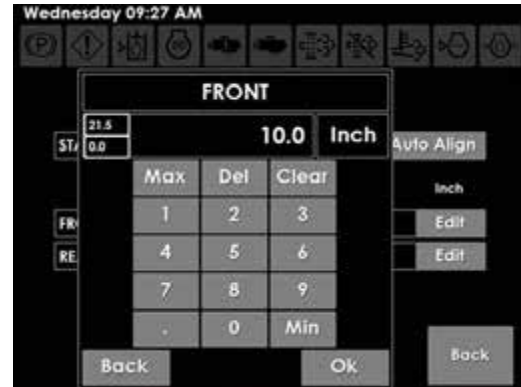 Wednesday 09:27 AM
FRONT
21.5
0.0
10.0 Inch
Auto Align
Max Del Clear
Inch
1 2 3
Edit
4 5 6
Edit
7 8 9
. 0 Min
Back Ok
Back